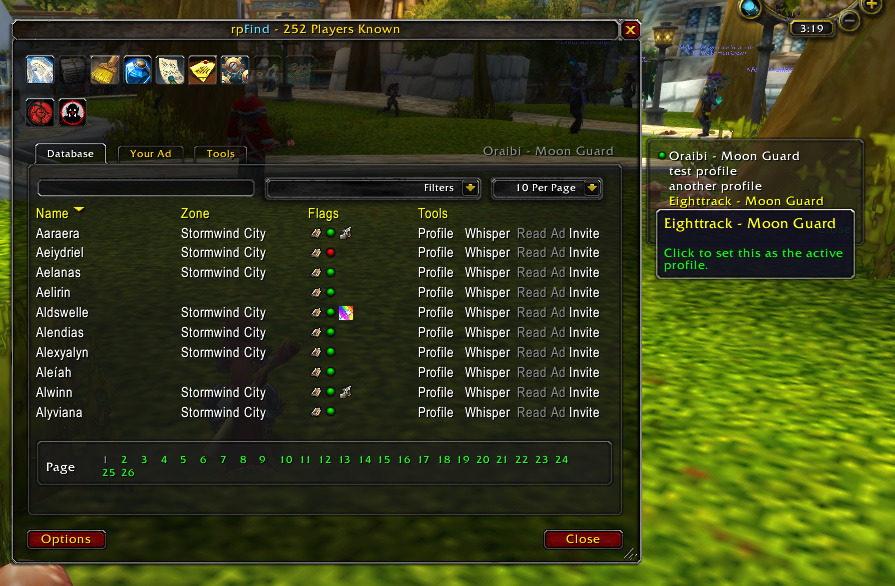 rpFind - 252 Players Known
3:19
Database Your Ad Tools Oraibi - Moon Guard
Filters 10 Per Page
Name Zone Flags Tools
Aaraera Stormwind City Profile Whisper Read Ad Invite
Aeiydriel Stormwind City Profile Whisper Read Ad Invite
Aelanas Stormwind City Profile Whisper Read Ad Invite
Aelirin Profile Whisper Read Ad Invite
Aldswelle Stormwind City Profile Whisper Read Ad Invite
Alendias Stormwind City Profile Whisper Read Ad Invite
Alexyalyn Stormwind City Profile Whisper Read Ad Invite
Aleíah Profile Whisper Read Ad Invite
Alwinn Stormwind City Profile Whisper Read Ad Invite
Alyviana Stormwind City Profile Whisper Read Ad Invite
Page 1 2 3 4 5 6 7 8 9 10 11 12 13 14 15 16 17 18 19 20 21 22 23 24
25 26
Options Close
Oraibi - Moon Guard
test profile
another profile
Eighttrack - Moon Guard
Eighttrack - Moon Guard
Click to set this as the active
profile.